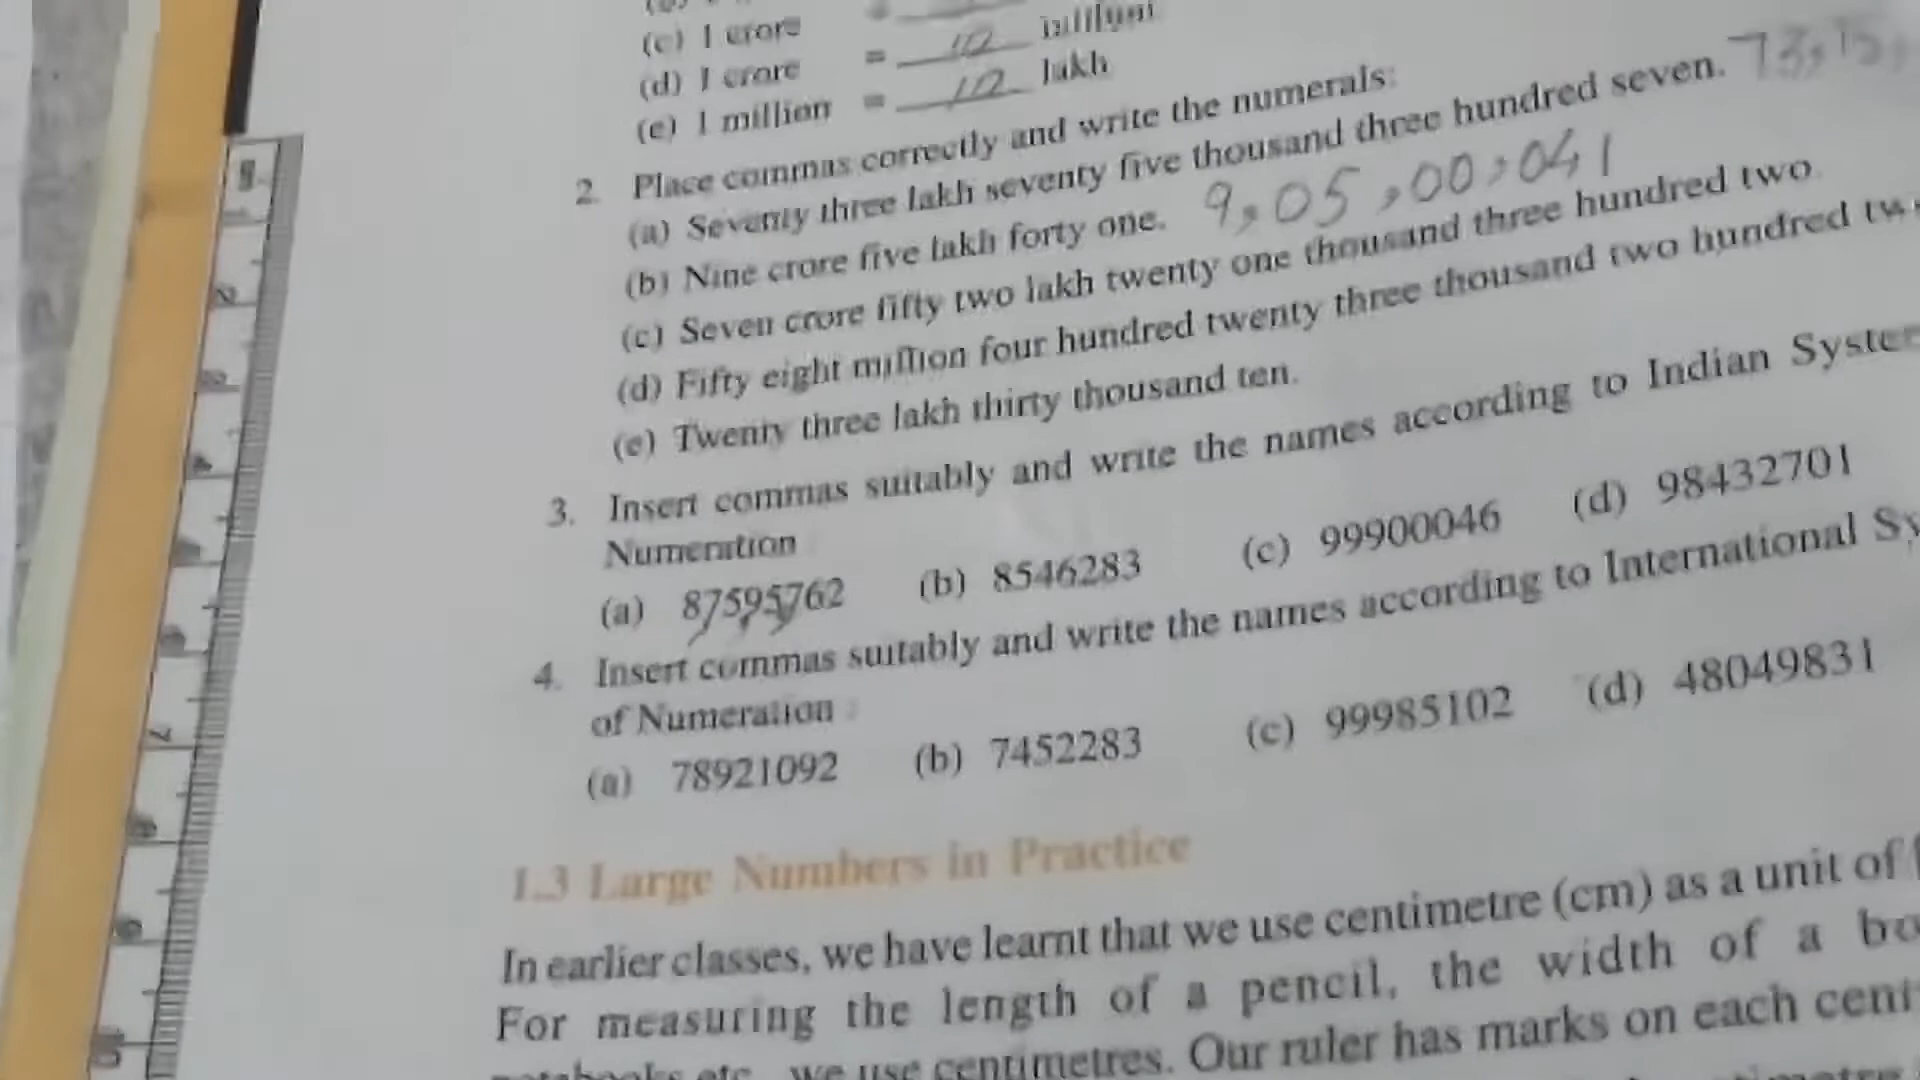 (c) 1 crore =
(d) 1 crore = 10 million
(e) 1 million = 10 lakh
2. Place commas correctly and write the numerals:
(a) Seventy three lakh seventy five thousand three hundred seven. 73,75,
(b) Nine crore five lakh forty one. 9,05,00,041
(c) Seven crore fifty two lakh twenty one thousand three hundred two
(d) Fifty eight million four hundred twenty three thousand two hundred
(e) Twenty three lakh thirty thousand ten.
3. Insert commas suitably and write the names according to Indian
Numeration
(a) 87595762 (b) 8546283 (c) 99900046 (d) 98432701
4. Insert commas suitably and write the names according to International
of Numeration
(a) 78921092 (b) 7452283 (c) 99985102 (d) 48049831
1.3 Large Numbers in Practice
In earlier classes, we have learnt that we use centimetre (cm) as a unit of
For measuring the length of a pencil, the width of a
notebooks etc., we use centimetres. Our ruler has marks on each